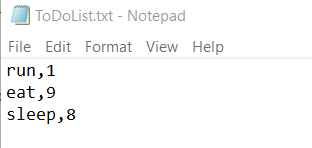 ToDoList.txt - Notepad
File Edit Format View Help
run,1
eat,9
sleep,8